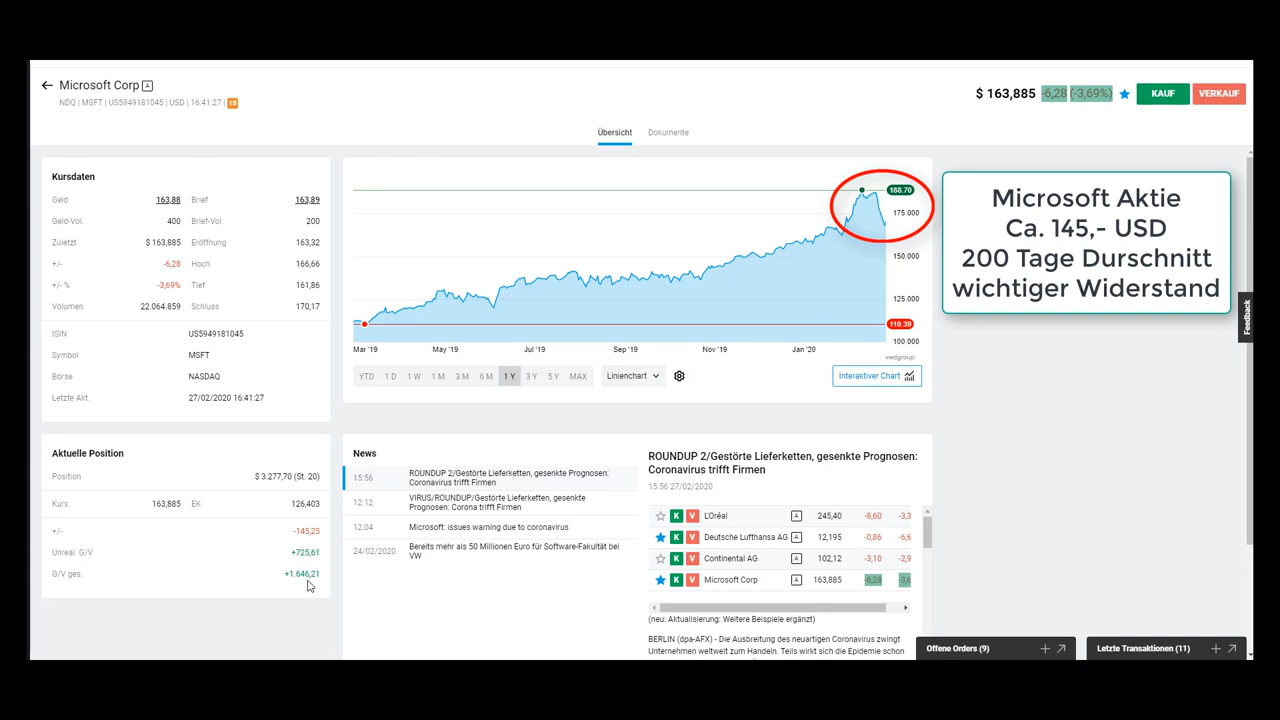 Microsoft Corp A
NDQ | MSFT | US5949181045 | USD | 16:41:27 | 15
$ 163,885 -6,28 (-3,69%) KAUF VERKAUF
Übersicht Dokumente
Kursdaten
Geld 163,88 Brief 163,89
Geld-Vol. 400 Brief-Vol. 200
Zuletzt $ 163,885 Eröffnung 163,32
+/- -6,28 Hoch 166,66
+/- % -3,69% Tief 161,86
Volumen 22.064.859 Schluss 170,17
ISIN US5949181045
Symbol MSFT
Börse NASDAQ
Letzte Akt. 27/02/2020 16:41:27
188.70
175.000
150.000
125.000
110.39
100.000
Mar '19 May '19 Jul '19 Sep '19 Nov '19 Jan '20
vwdgroup:
YTD 1 D 1 W 1 M 3 M 6 M 1 Y 3 Y 5 Y MAX Linienchart Interaktiver Chart
Microsoft Aktie
Ca. 145,- USD
200 Tage Durschnitt
wichtiger Widerstand
Feedback
Aktuelle Position
Position $ 3.277,70 (St. 20)
Kurs 163,885 EK 126,403
+/- -145,25
Unreal. G/V +725,61
G/V ges. +1.646,21
News
15:56 ROUNDUP 2/Gestörte Lieferketten, gesenkte Prognosen:
Coronavirus trifft Firmen
12:12 VIRUS/ROUNDUP/Gestörte Lieferketten, gesenkte
Prognosen: Corona trifft Firmen
12:04 Microsoft: issues warning due to coronavirus
24/02/2020 Bereits mehr als 50 Millionen Euro für Software-Fakultät bei
VW
ROUNDUP 2/Gestörte Lieferketten, gesenkte Prognosen:
Coronavirus trifft Firmen
15:56 27/02/2020
K V L'Oréal A 245,40 -8,60 -3,3
K V Deutsche Lufthansa AG A 12,195 -0,86 -6,6
K V Continental AG A 102,12 -3,10 -2,9
K V Microsoft Corp A 163,885 -6,28 -3,6
(neu: Aktualisierung: Weitere Beispiele ergänzt)
BERLIN (dpa-AFX) - Die Ausbreitung des neuartigen Coronavirus zwingt
Unternehmen weltweit zum Handeln. Teils wirkt sich die Epidemie schon
Offene Orders (9) Letzte Transaktionen (11)